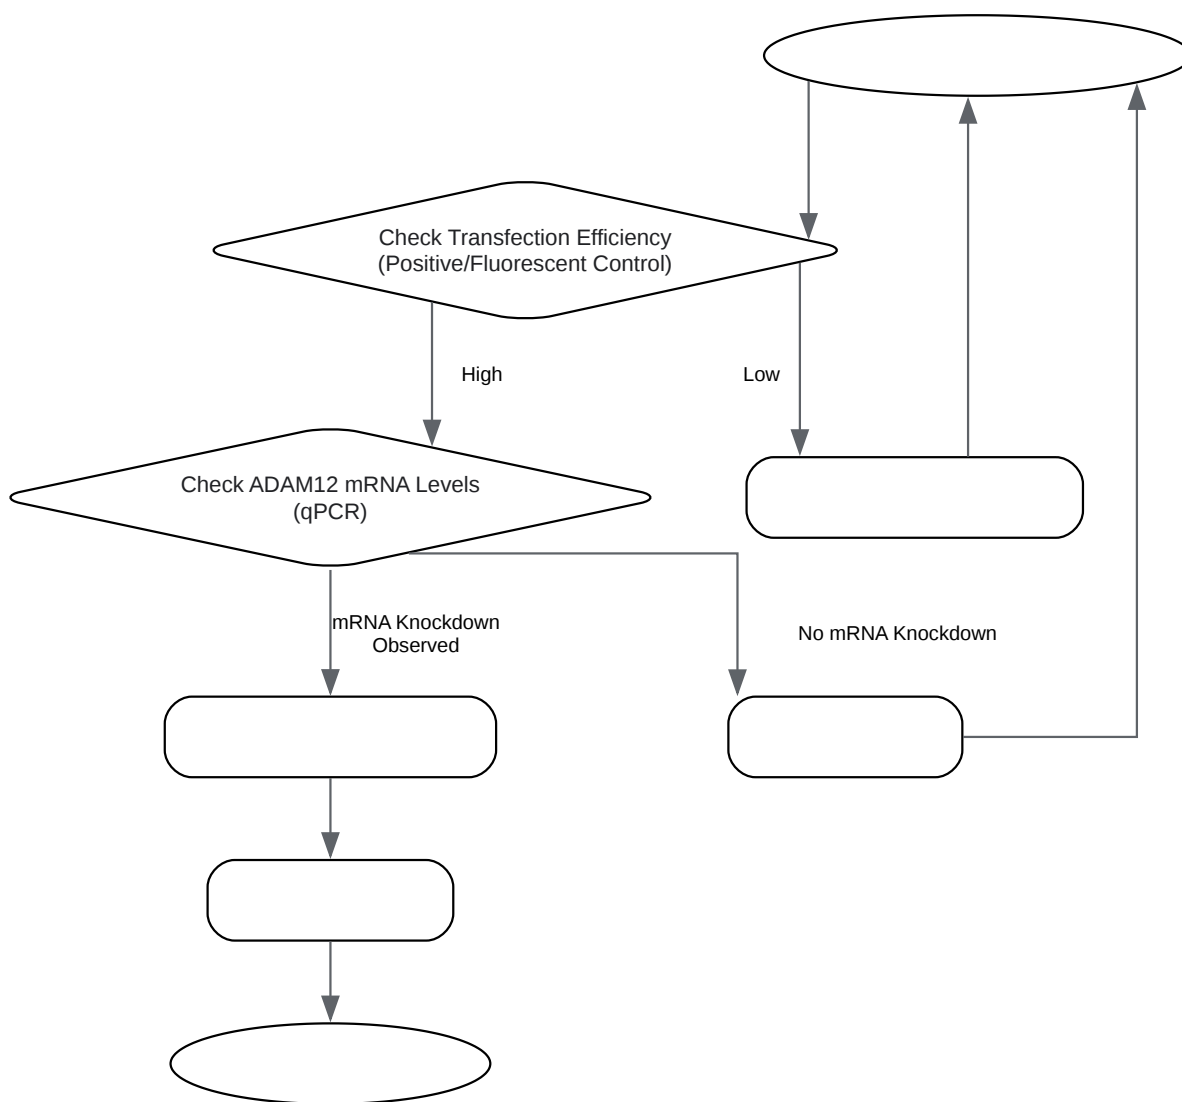 Check Transfection Efficiency
(Positive/Fluorescent Control)
High
Low
Check ADAM12 mRNA Levels
(qPCR)
mRNA Knockdown
Observed
No mRNA Knockdown